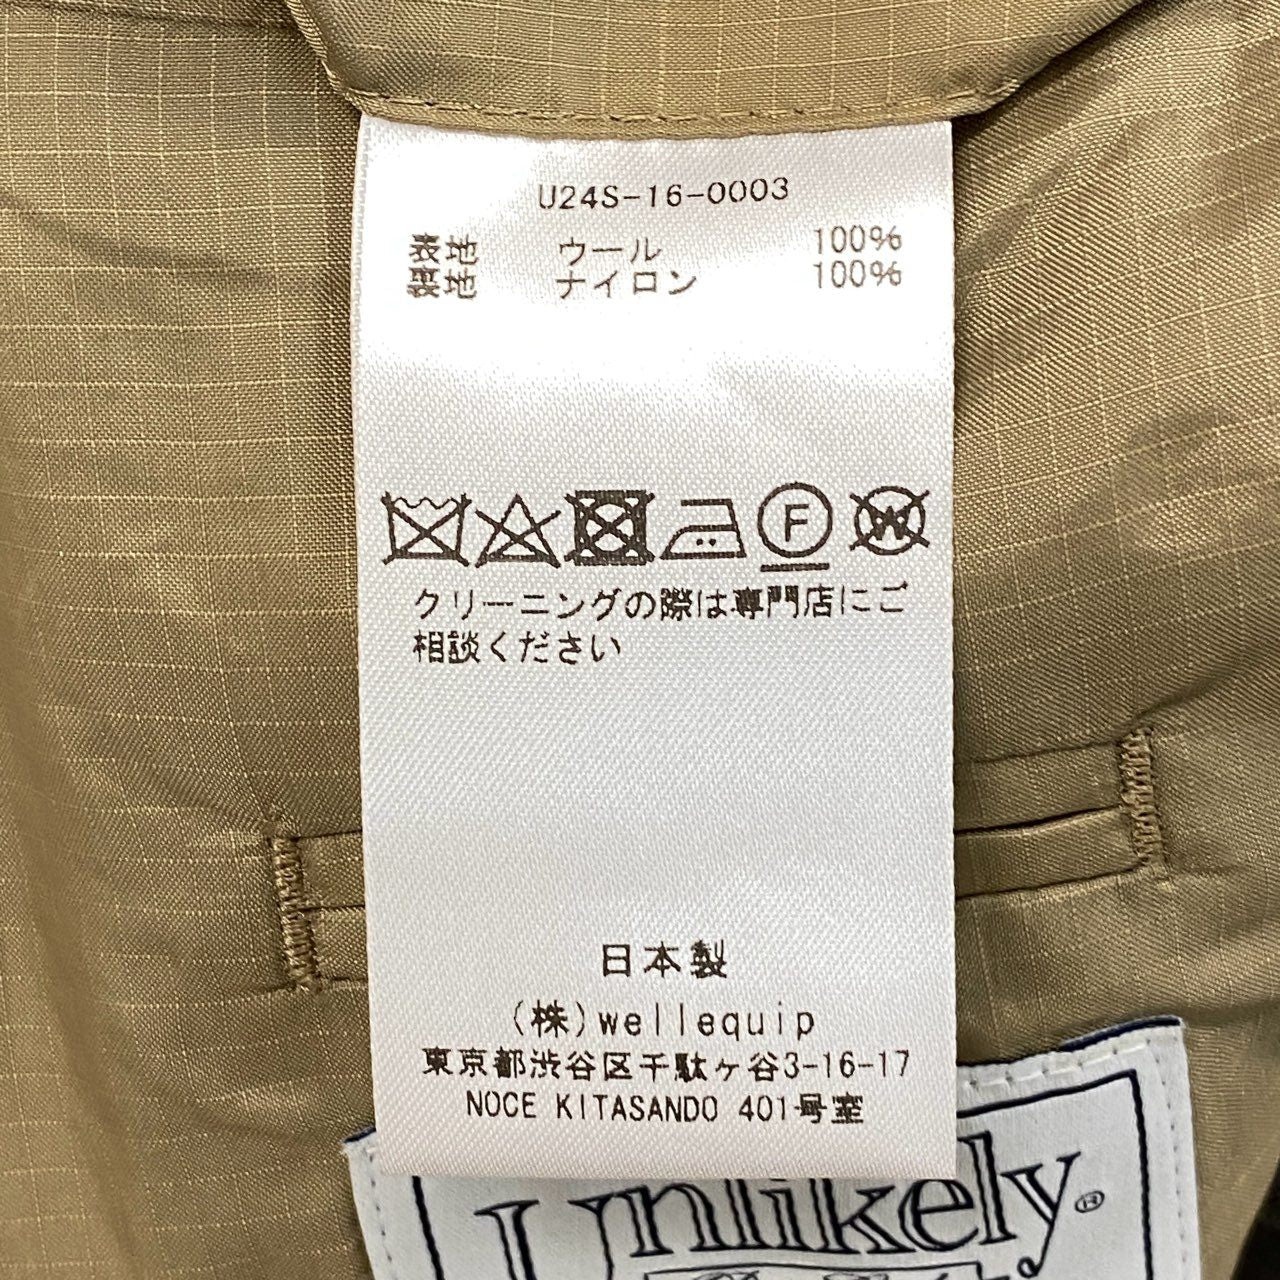 U24S-16-0003
表地 ウール 100%
裏地 ナイロン 100%
F
W
クリーニングの際は専門店にご
相談ください
日本製
(株)wellequip
東京都渋谷区千駄ヶ谷3-16-17
NOCE KITASANDO 401号室
Unlikely®